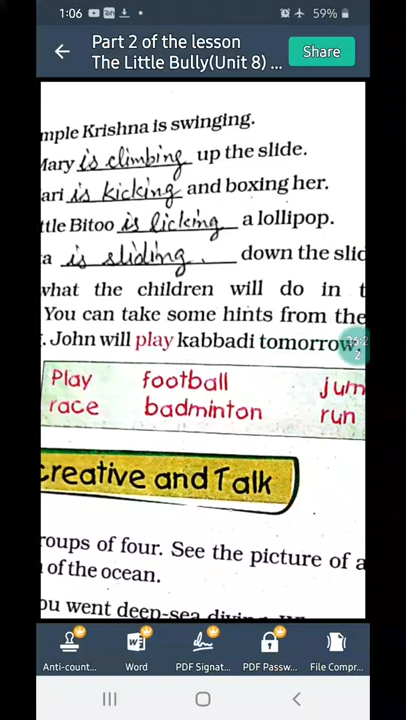 1:06 59%
Part 2 of the lesson
The Little Bully(Unit 8) ...
Share
mple Krishna is swinging.
Mary is climbing up the slide.
ari is kicking and boxing her.
ttle Bitoo is licking a lollipop.
a is sliding. down the slid
what the children will do in t
You can take some hints from the
. John will play kabbadi tomorrow.
Play football jum
race badminton run
creative and Talk
roups of four. See the picture of a
of the ocean.
ou went deep-sea diving.
Anti-count... Word PDF Signat... PDF Passw... File Compr...